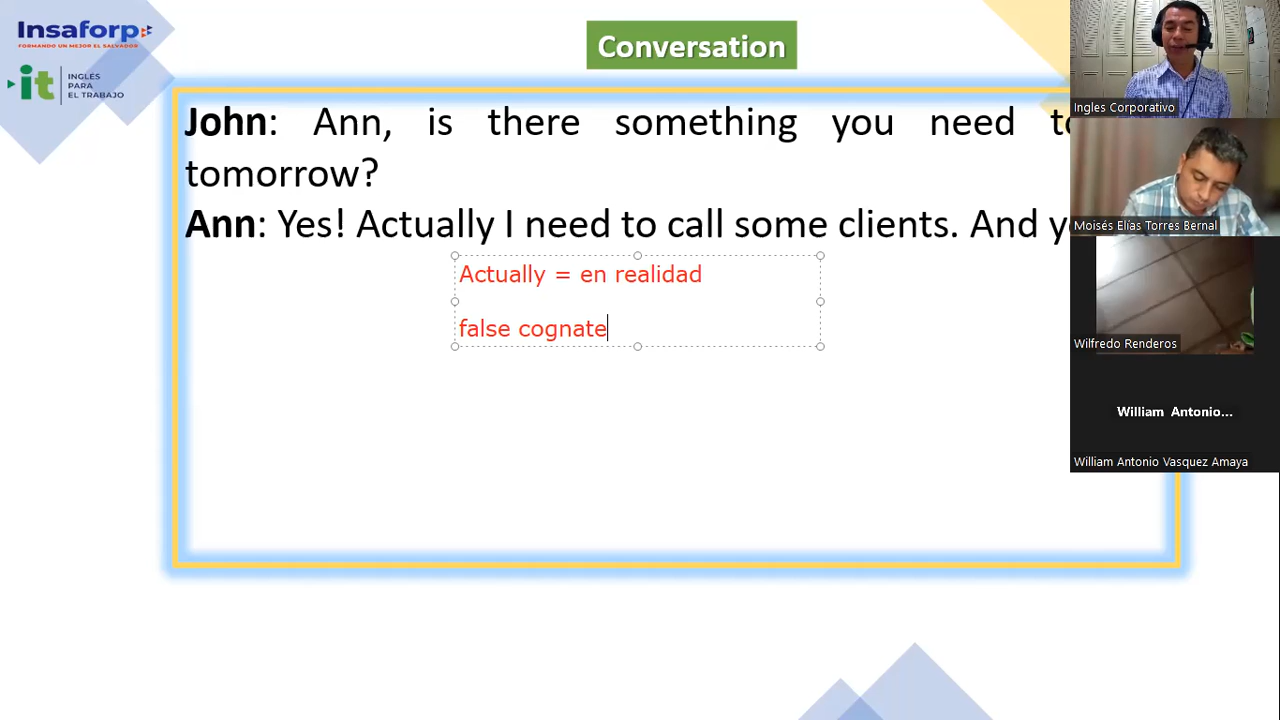 Insaforp
FORMANDO UN MEJOR EL SALVADOR
it
INGLÉS
PARA
EL TRABAJO
Conversation
John: Ann, is there something you need
tomorrow?
Ann: Yes! Actually I need to call some clients. And
Actually = en realidad
false cognate
Ingles Corporativo
Moisés Elías Torres Bernal
Wilfredo Renderos
William Antonio...
William Antonio Vasquez Amaya